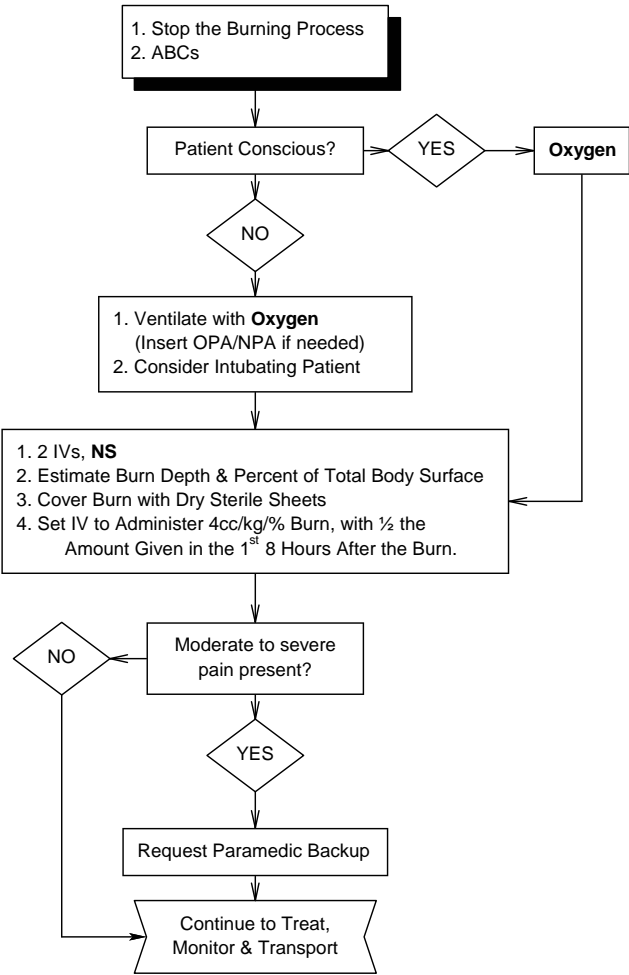 1. Stop the Burning Process
2. ABCs
Patient Conscious?
YES
Oxygen
NO
1. Ventilate with Oxygen
(Insert OPA/NPA if needed)
2. Consider Intubating Patient
1. 2 IVs, NS
2. Estimate Burn Depth & Percent of Total Body Surface
3. Cover Burn with Dry Sterile Sheets
4. Set IV to Administer 4cc/kg/% Burn, with ½ the
Amount Given in the 1st 8 Hours After the Burn.
Moderate to severe
pain present?
NO
YES
Request Paramedic Backup
Continue to Treat,
Monitor & Transport